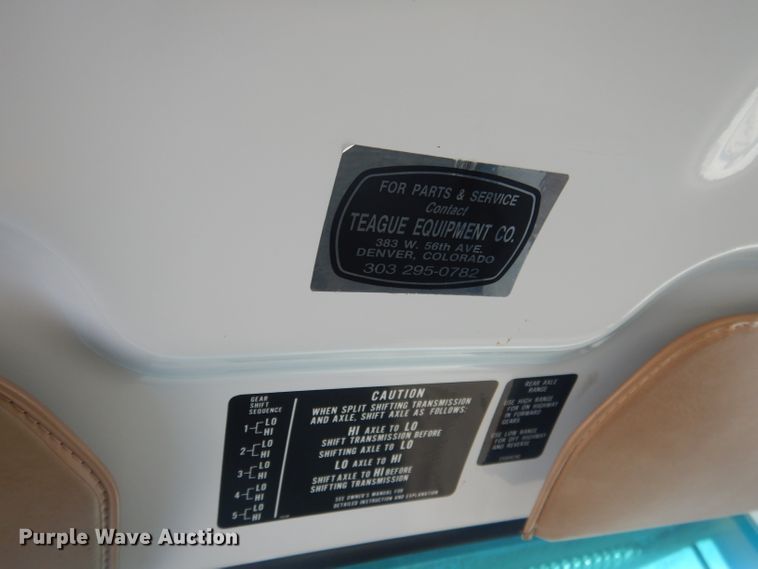 FOR PARTS & SERVICE
Contact
TEAGUE EQUIPMENT CO.
383 W. 56th AVE.
DENVER, COLORADO
303 295-0782
GEAR
SHIFT
SEQUENCE
1 LO
HI
2 LO
HI
3 LO
HI
4 LO
HI
5 LO
HI
CAUTION
WHEN SPLIT SHIFTING TRANSMISSION
AND AXLE, SHIFT AXLE AS FOLLOWS:
HI AXLE TO LO
SHIFT TRANSMISSION BEFORE
SHIFTING AXLE TO LO
LO AXLE TO HI
SHIFT AXLE TO HI BEFORE
SHIFTING TRANSMISSION
SEE OWNER'S MANUAL FOR
DETAILED INSTRUCTION AND EXPLANATION
REAR AXLE
RANGE
USE HIGH RANGE
FOR ON HIGHWAY
IN FORWARD
GEARS
USE LOW RANGE
FOR OFF HIGHWAY
AND REVERSE
Purple Wave Auction